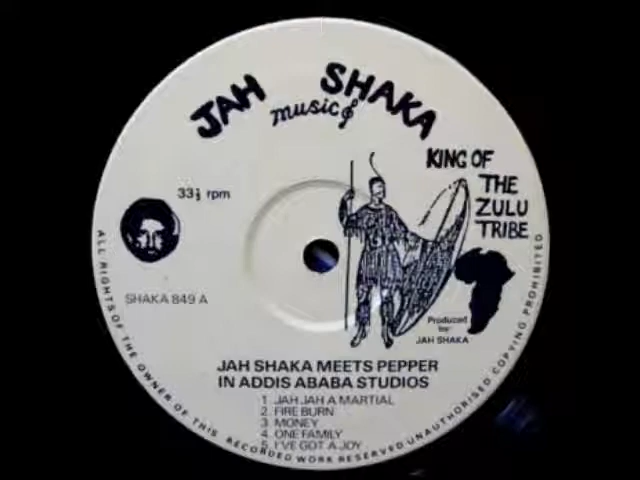 JAH SHAKA
music
KING OF
THE
ZULU
TRIBE
33⅓ rpm
SHAKA 849 A
Produced
by:
JAH SHAKA
JAH SHAKA MEETS PEPPER
IN ADDIS ABABA STUDIOS
1. JAH JAH A MARTIAL
2. FIRE BURN
3. MONEY
4. ONE FAMILY
5. I'VE GOT A JOY
ALL RIGHTS OF THE OWNER OF THIS RECORDED WORK RESERVED UNAUTHORISED COPYING PROHIBITED